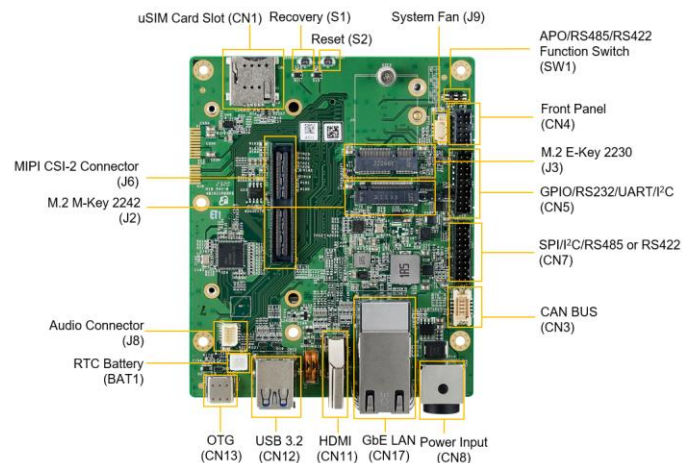 uSIM Card Slot (CN1)
Recovery (S1)
Reset (S2)
System Fan (J9)
APO/RS485/RS422
Function Switch
(SW1)
Front Panel
(CN4)
M.2 E-Key 2230
(J3)
GPIO/RS232/UART/I²C
(CN5)
SPI/I²C/RS485 or RS422
(CN7)
CAN BUS
(CN3)
MIPI CSI-2 Connector
(J6)
M.2 M-Key 2242
(J2)
Audio Connector
(J8)
RTC Battery
(BAT1)
OTG
(CN13)
USB 3.2
(CN12)
HDMI
(CN11)
GbE LAN
(CN17)
Power Input
(CN8)
1R5